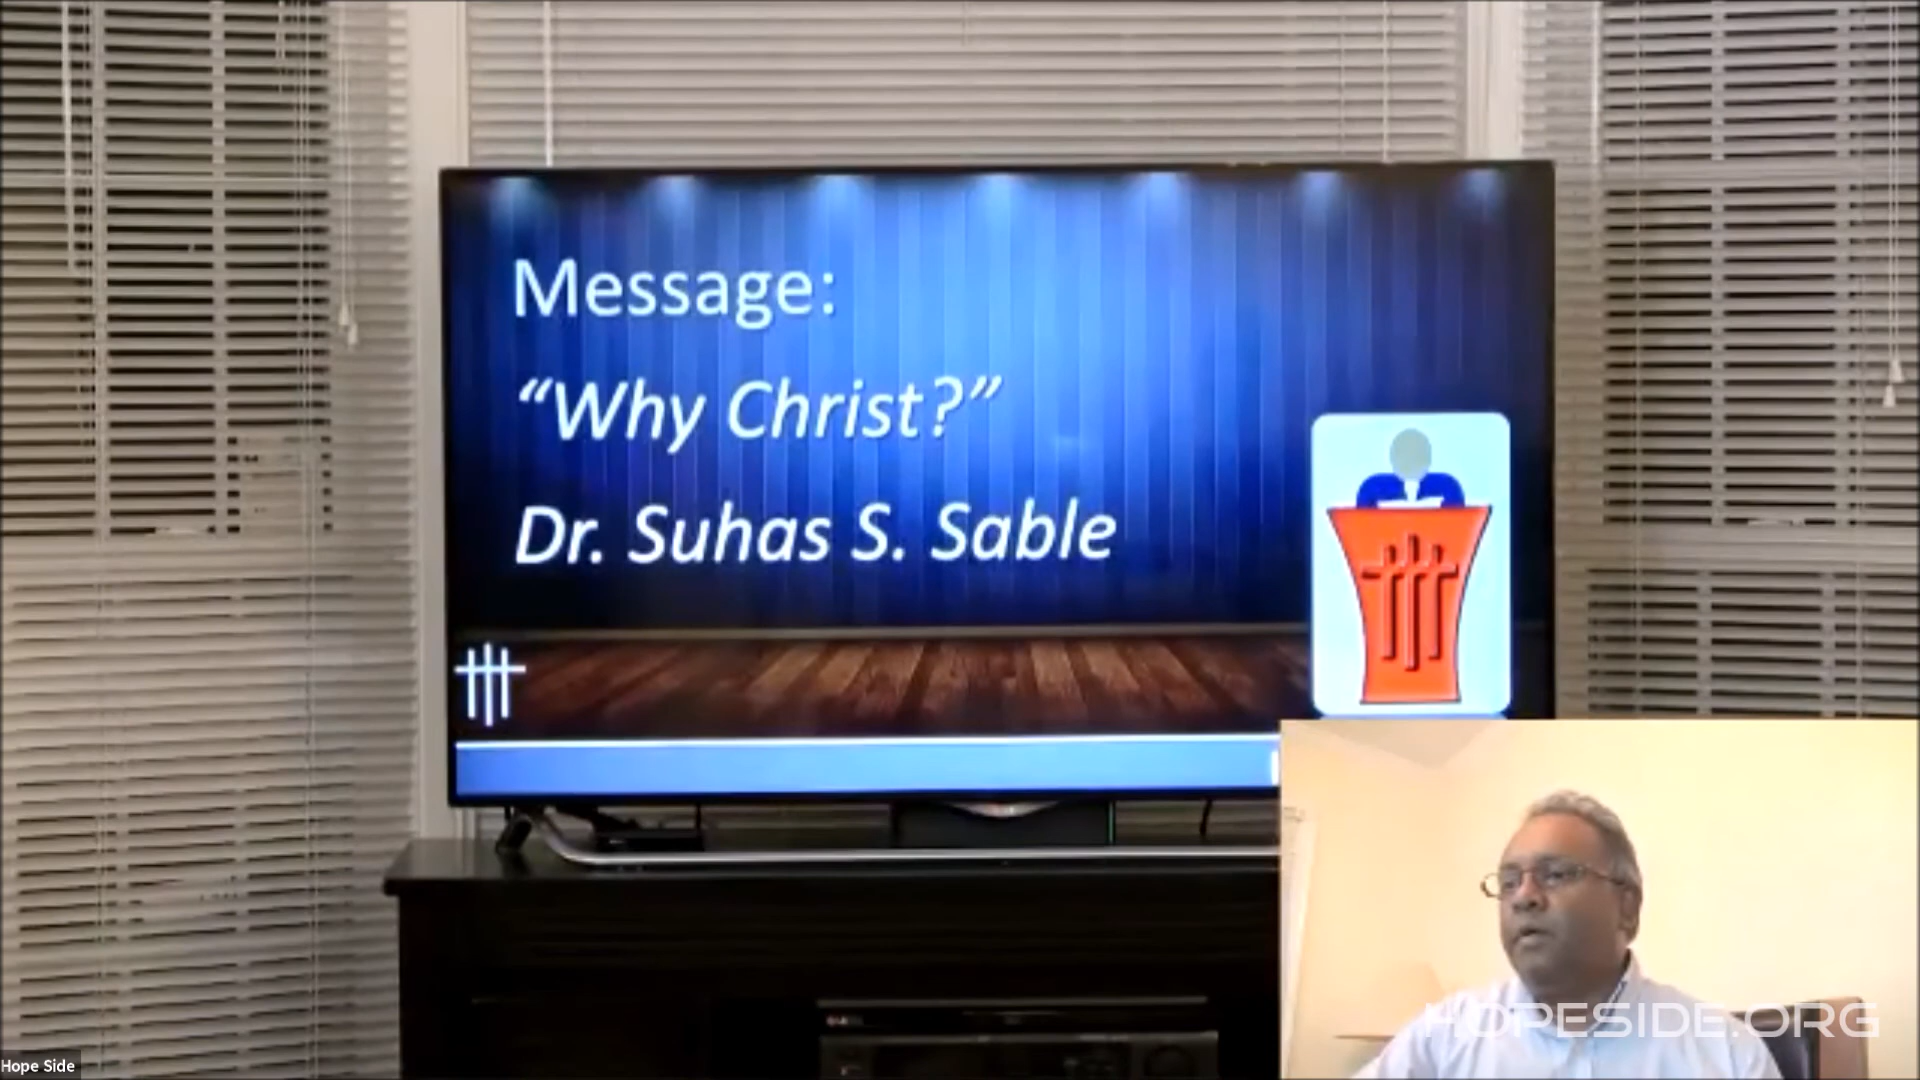 Message:
“Why Christ?”
Dr. Suhas S. Sable
HOPESIDE.ORG
Hope Side